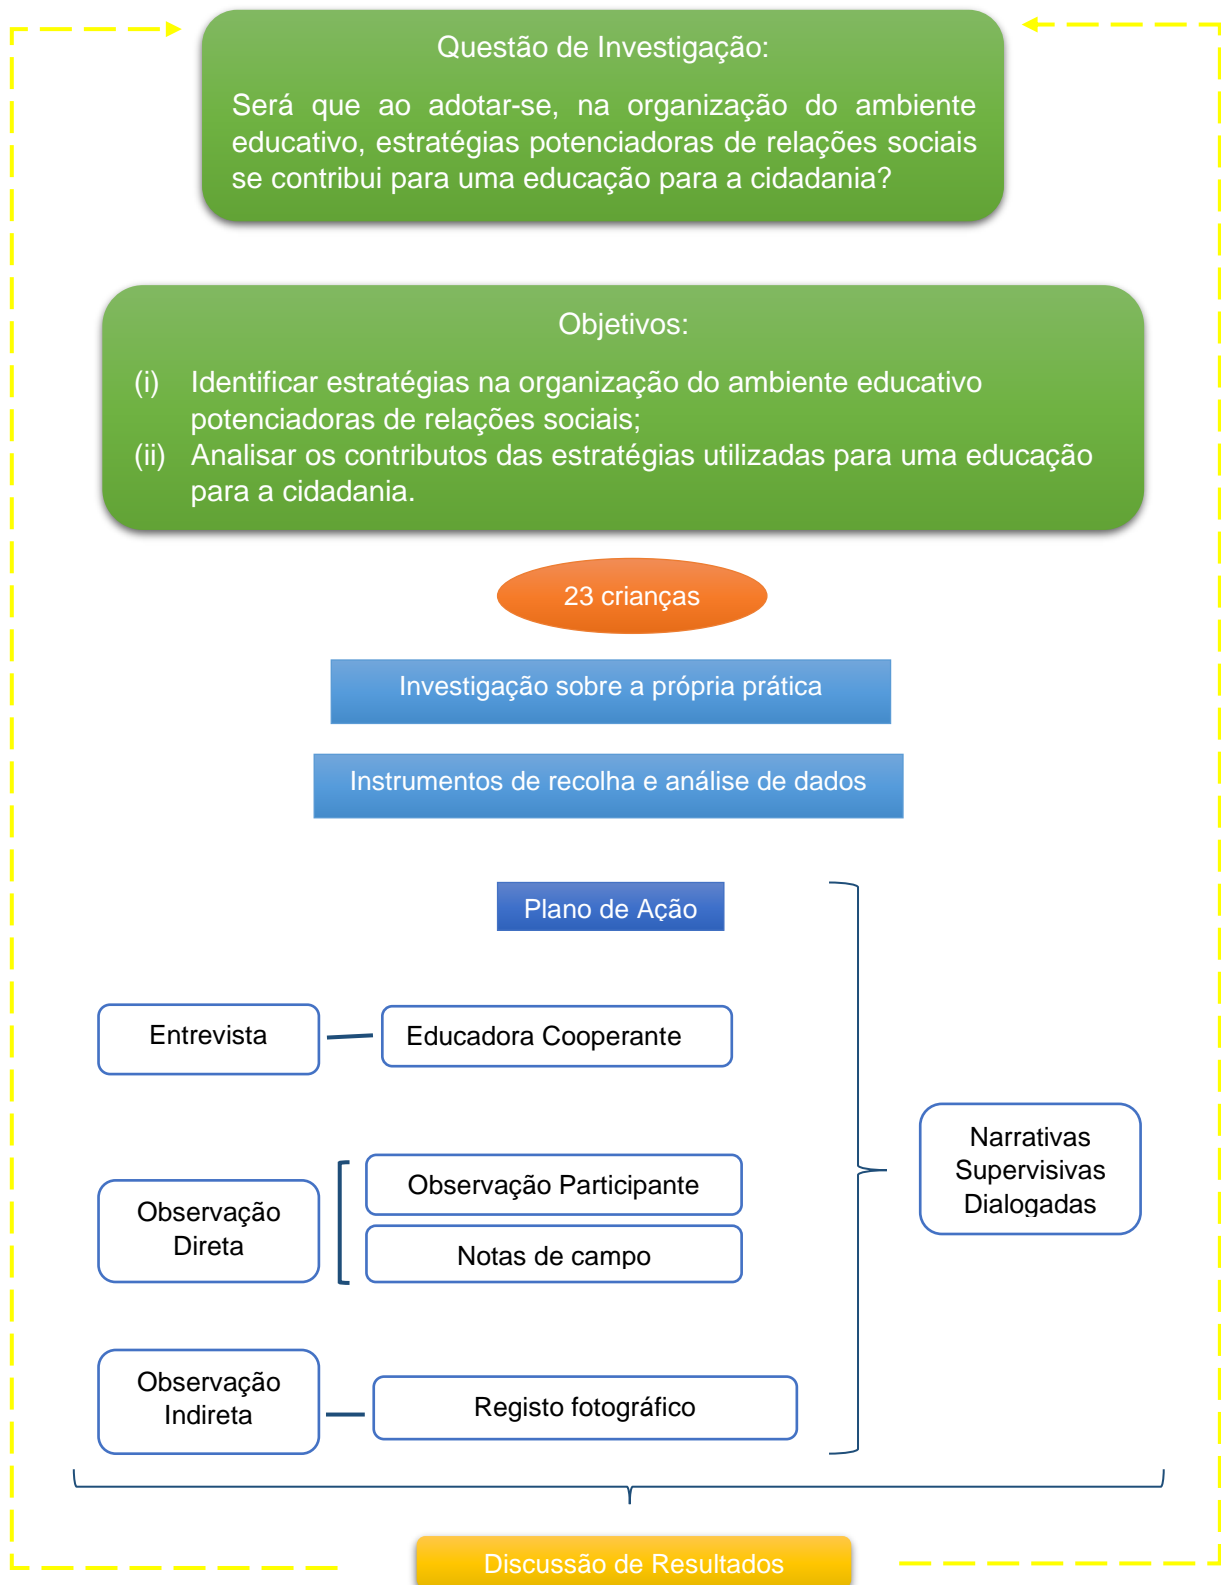 Questão de Investigação:
Será que ao adotar-se, na organização do ambiente
educativo, estratégias potenciadoras de relações sociais
se contribui para uma educação para a cidadania?
Objetivos:
(i) Identificar estratégias na organização do ambiente educativo
potenciadoras de relações sociais;
(ii) Analisar os contributos das estratégias utilizadas para uma educação
para a cidadania.
23 crianças
Investigação sobre a própria prática
Instrumentos de recolha e análise de dados
Plano de Ação
Entrevista
Educadora Cooperante
Observação
Direta
Observação Participante
Notas de campo
Observação
Indireta
Registo fotográfico
Narrativas
Supervisivas
Dialogadas
Discussão de Resultados